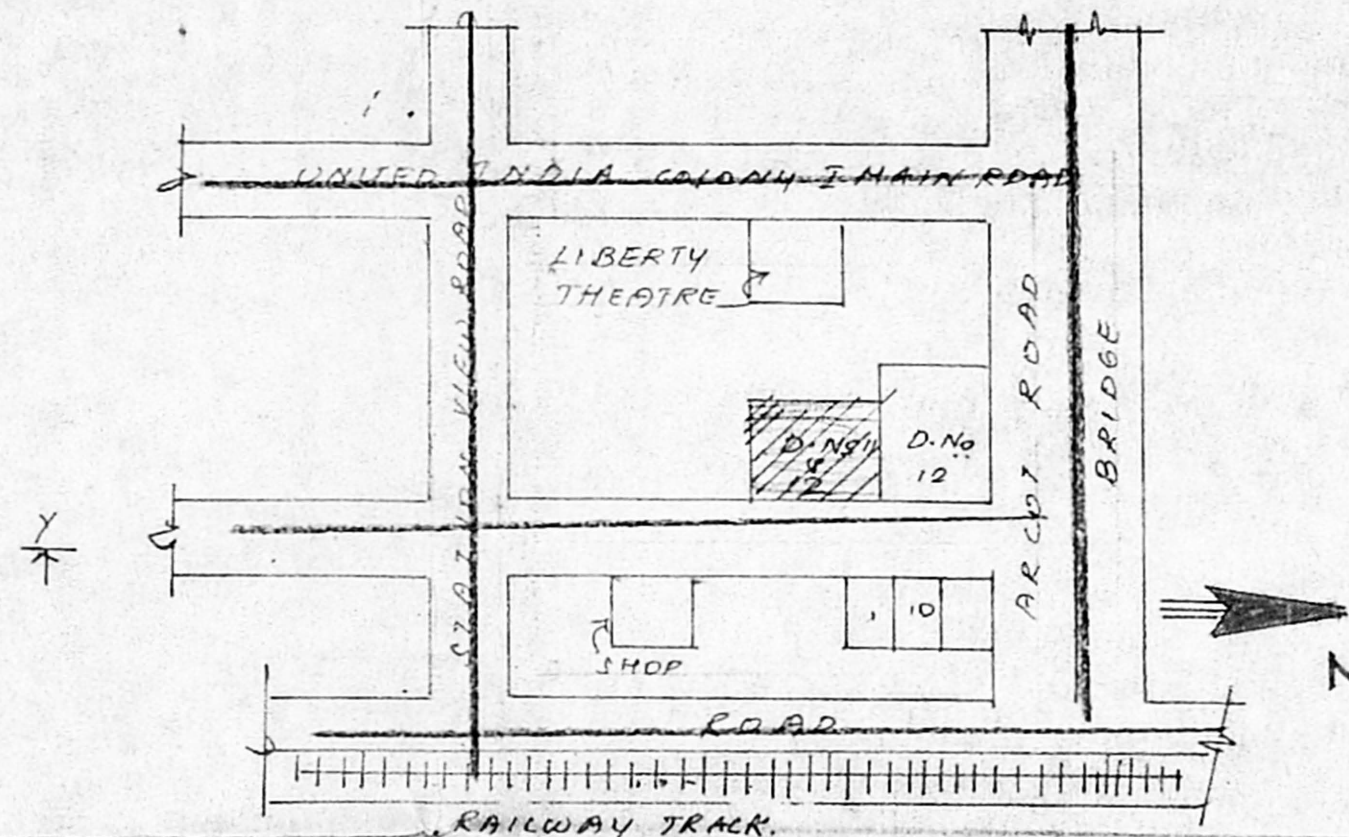 UNITED INDIA COLONY I MAIN ROAD
STATION VIEW ROAD
LIBERTY
THEATRE
ARCOT ROAD
BRIDGE
D.No 11
&
12
D.No
12
Y
10
SHOP
N
ROAD
RAILWAY TRACK.